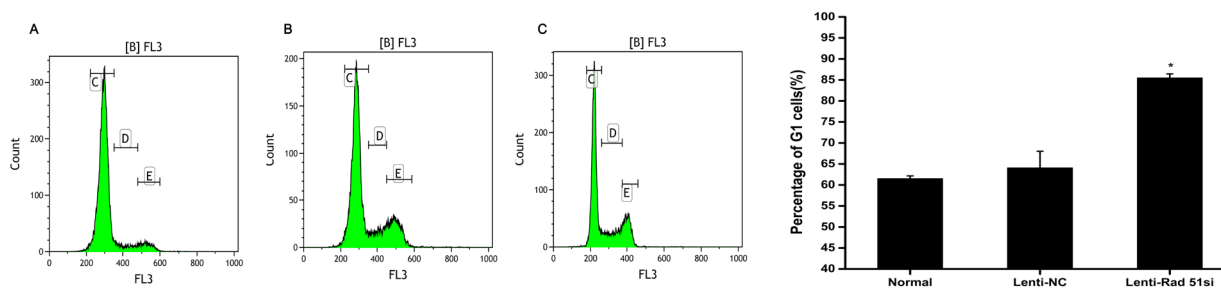 A
[B] FL3
Count
300
200
100
0
C
D
E
0 200 400 600 800 1000
FL3
B
[B] FL3
Count
200
150
100
50
0
C
D
E
0 200 400 600 800 1000
FL3
C
[B] FL3
Count
300
200
100
0
C
D
E
0 200 400 600 800 1000
FL3
Percentage of G1 cells(%)
100
95
90
85
80
75
70
65
60
55
50
45
40
*
Normal Lenti-NC Lenti-Rad 51si